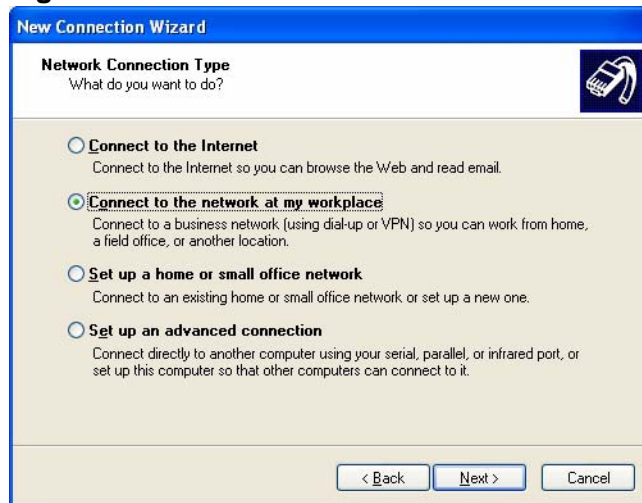 New Connection Wizard
Network Connection Type
What do you want to do?
Connect to the Internet
Connect to the Internet so you can browse the Web and read email.
Connect to the network at my workplace
Connect to a business network (using dial-up or VPN) so you can work from home,
a field office, or another location.
Set up a home or small office network
Connect to an existing home or small office network or set up a new one.
Set up an advanced connection
Connect directly to another computer using your serial, parallel, or infrared port, or
set up this computer so that other computers can connect to it.
< Back Next > Cancel